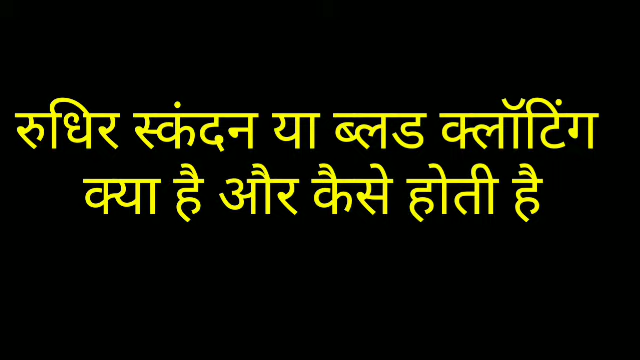 रुधिर स्कंदन या ब्लड क्लॉटिंग
क्या है और कैसे होती है